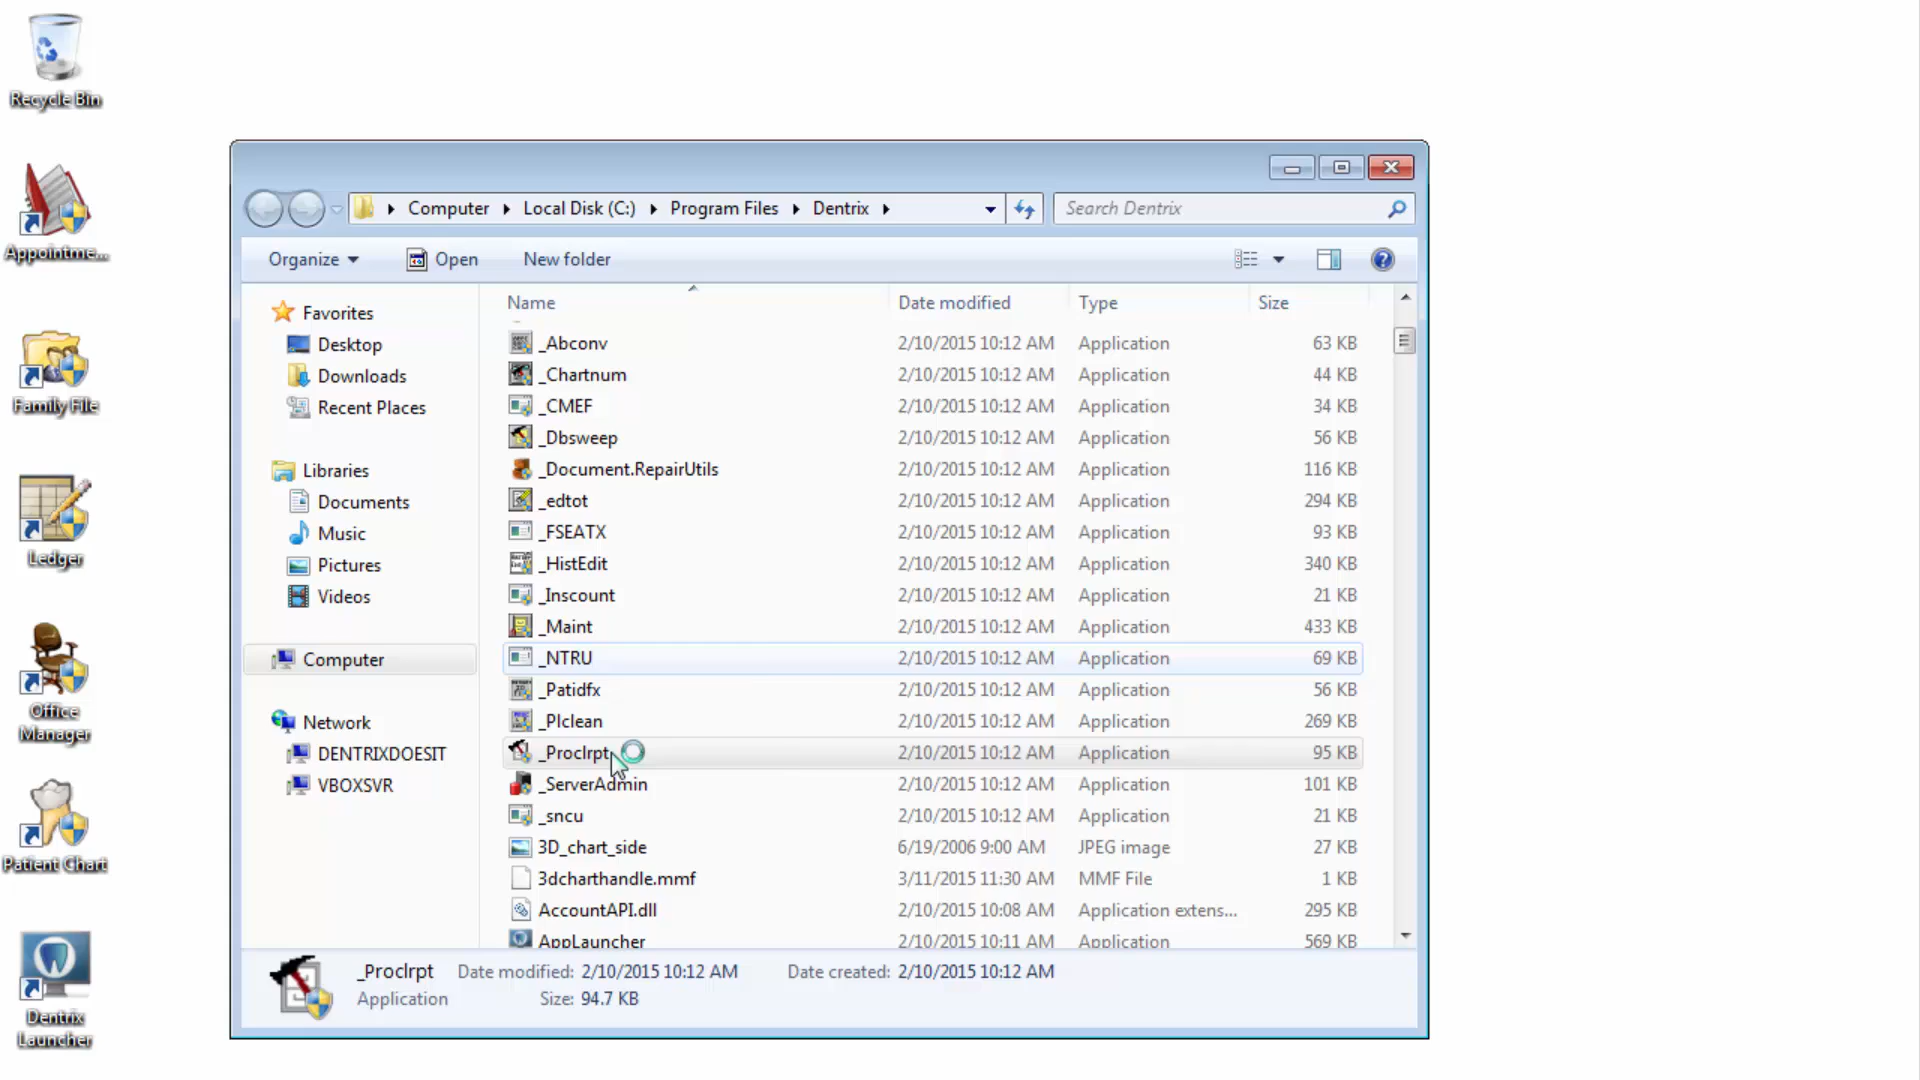 Recycle Bin
Appointme...
Family File
Ledger
Office
Manager
Patient Chart
Dentrix
Launcher
Computer Local Disk (C:) Program Files Dentrix
Search Dentrix
Organize Open New folder
Favorites
Desktop
Downloads
Recent Places
Libraries
Documents
Music
Pictures
Videos
Computer
Network
DENTRIXDOESIT
VBOXSVR
Name Date modified Type Size
_Abconv 2/10/2015 10:12 AM Application 63 KB
_Chartnum 2/10/2015 10:12 AM Application 44 KB
_CMEF 2/10/2015 10:12 AM Application 34 KB
_Dbsweep 2/10/2015 10:12 AM Application 56 KB
_Document.RepairUtils 2/10/2015 10:12 AM Application 116 KB
_edtot 2/10/2015 10:12 AM Application 294 KB
_FSEATX 2/10/2015 10:12 AM Application 93 KB
_HistEdit 2/10/2015 10:12 AM Application 340 KB
_Inscount 2/10/2015 10:12 AM Application 21 KB
_Maint 2/10/2015 10:12 AM Application 433 KB
_NTRU 2/10/2015 10:12 AM Application 69 KB
_Patidfx 2/10/2015 10:12 AM Application 56 KB
_Plclean 2/10/2015 10:12 AM Application 269 KB
_Proclrpt 2/10/2015 10:12 AM Application 95 KB
_ServerAdmin 2/10/2015 10:12 AM Application 101 KB
_sncu 2/10/2015 10:12 AM Application 21 KB
3D_chart_side 6/19/2006 9:00 AM JPEG image 27 KB
3dcharthandle.mmf 3/11/2015 11:30 AM MMF File 1 KB
AccountAPI.dll 2/10/2015 10:08 AM Application extens... 295 KB
AppLauncher 2/10/2015 10:11 AM Application 569 KB
_Proclrpt Date modified: 2/10/2015 10:12 AM Date created: 2/10/2015 10:12 AM
Application Size: 94.7 KB